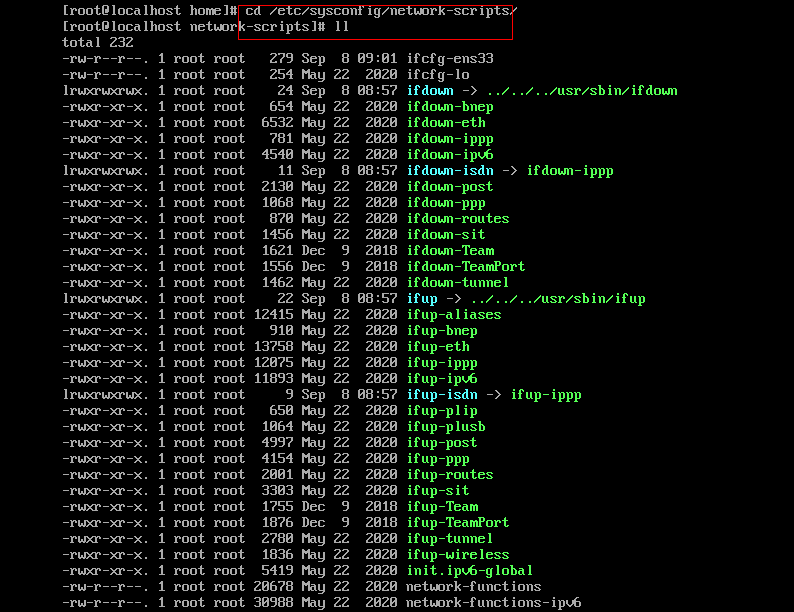 [root@localhost home]# cd /etc/sysconfig/network-scripts/
[root@localhost network-scripts]# ll
total 232
-rw-r--r--. 1 root root   279 Sep  8 09:01 ifcfg-ens33
-rw-r--r--. 1 root root   254 May 22  2020 ifcfg-lo
lrwxrwxrwx. 1 root root    24 Sep  8 08:57 ifdown -> ../../../usr/sbin/ifdown
-rwxr-xr-x. 1 root root   654 May 22  2020 ifdown-bnep
-rwxr-xr-x. 1 root root  6532 May 22  2020 ifdown-eth
-rwxr-xr-x. 1 root root   781 May 22  2020 ifdown-ippp
-rwxr-xr-x. 1 root root  4540 May 22  2020 ifdown-ipv6
lrwxrwxrwx. 1 root root    11 Sep  8 08:57 ifdown-isdn -> ifdown-ippp
-rwxr-xr-x. 1 root root  2130 May 22  2020 ifdown-post
-rwxr-xr-x. 1 root root  1068 May 22  2020 ifdown-ppp
-rwxr-xr-x. 1 root root   870 May 22  2020 ifdown-routes
-rwxr-xr-x. 1 root root  1456 May 22  2020 ifdown-sit
-rwxr-xr-x. 1 root root  1621 Dec  9  2018 ifdown-Team
-rwxr-xr-x. 1 root root  1556 Dec  9  2018 ifdown-TeamPort
-rwxr-xr-x. 1 root root  1462 May 22  2020 ifdown-tunnel
lrwxrwxrwx. 1 root root    22 Sep  8 08:57 ifup -> ../../../usr/sbin/ifup
-rwxr-xr-x. 1 root root 12415 May 22  2020 ifup-aliases
-rwxr-xr-x. 1 root root   910 May 22  2020 ifup-bnep
-rwxr-xr-x. 1 root root 13758 May 22  2020 ifup-eth
-rwxr-xr-x. 1 root root 12075 May 22  2020 ifup-ippp
-rwxr-xr-x. 1 root root 11893 May 22  2020 ifup-ipv6
lrwxrwxrwx. 1 root root     9 Sep  8 08:57 ifup-isdn -> ifup-ippp
-rwxr-xr-x. 1 root root   650 May 22  2020 ifup-plip
-rwxr-xr-x. 1 root root  1064 May 22  2020 ifup-plusb
-rwxr-xr-x. 1 root root  4997 May 22  2020 ifup-post
-rwxr-xr-x. 1 root root  4154 May 22  2020 ifup-ppp
-rwxr-xr-x. 1 root root  2001 May 22  2020 ifup-routes
-rwxr-xr-x. 1 root root  3303 May 22  2020 ifup-sit
-rwxr-xr-x. 1 root root  1755 Dec  9  2018 ifup-Team
-rwxr-xr-x. 1 root root  1876 Dec  9  2018 ifup-TeamPort
-rwxr-xr-x. 1 root root  2780 May 22  2020 ifup-tunnel
-rwxr-xr-x. 1 root root  1836 May 22  2020 ifup-wireless
-rwxr-xr-x. 1 root root  5419 May 22  2020 init.ipv6-global
-rw-r--r--. 1 root root 20678 May 22  2020 network-functions
-rw-r--r--. 1 root root 30988 May 22  2020 network-functions-ipv6